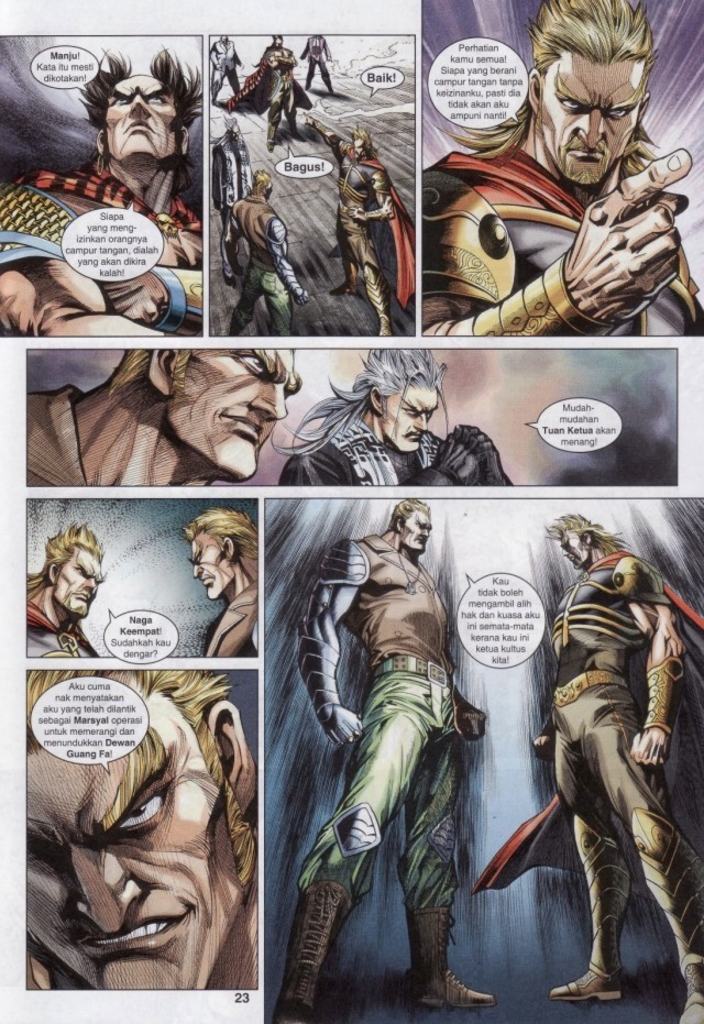 Manju!
Kata itu mesti
dikotakan!
Siapa
yang meng-
izinkan orangnya
campur tangan, dialah
yang akan dikira
kalah!
Baik!
Bagus!
Perhatian
kamu semua!
Siapa yang berani
campur tangan tanpa
keizinanku, pasti dia
tidak akan aku
ampuni nanti!
Mudah-
mudahan
Tuan Ketua akan
menang!
Naga
Keempat!
Sudahkah kau
dengar?
Kau
tidak boleh
mengambil alih
hak dan kuasa aku
ini semata-mata
kerana kau ini
ketua kultus
kita!
Aku cuma
nak menyatakan
aku yang telah dilantik
sebagai Marsyal operasi
untuk memerangi dan
menundukkan Dewan
Guang Fa!
23